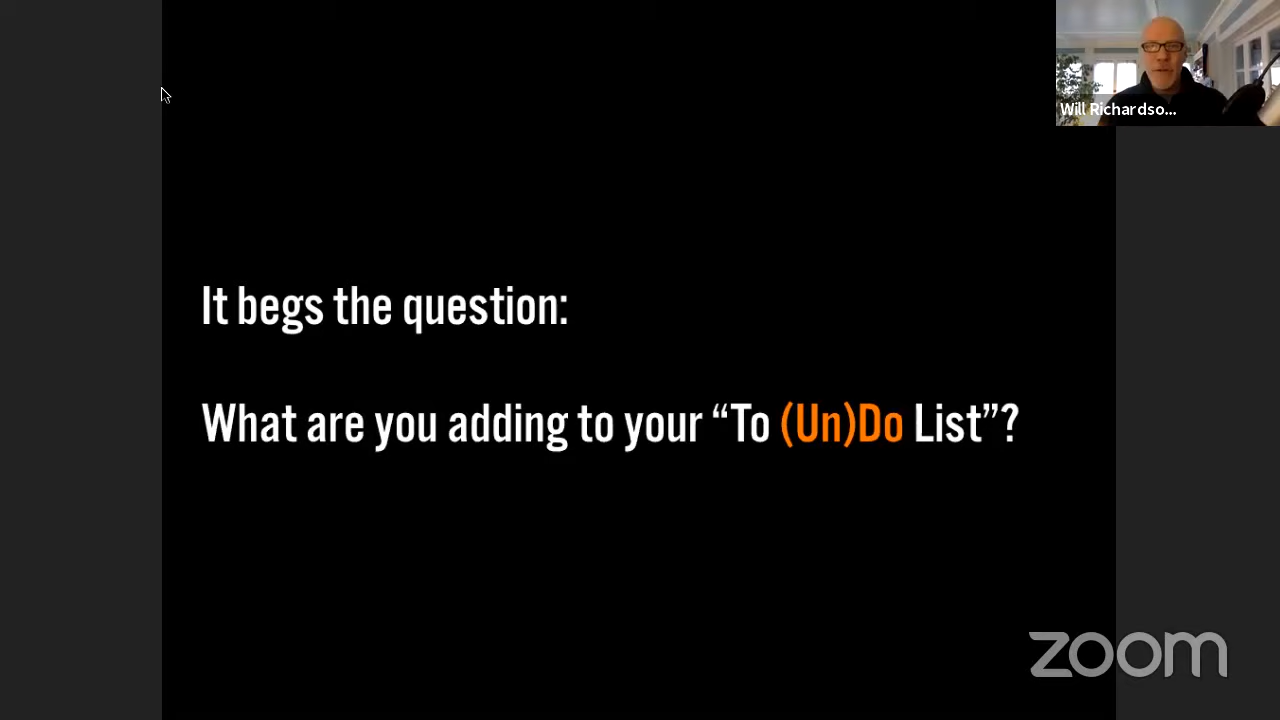 Will Richardso...
It begs the question:
What are you adding to your “To (Un)Do List”?
zoom